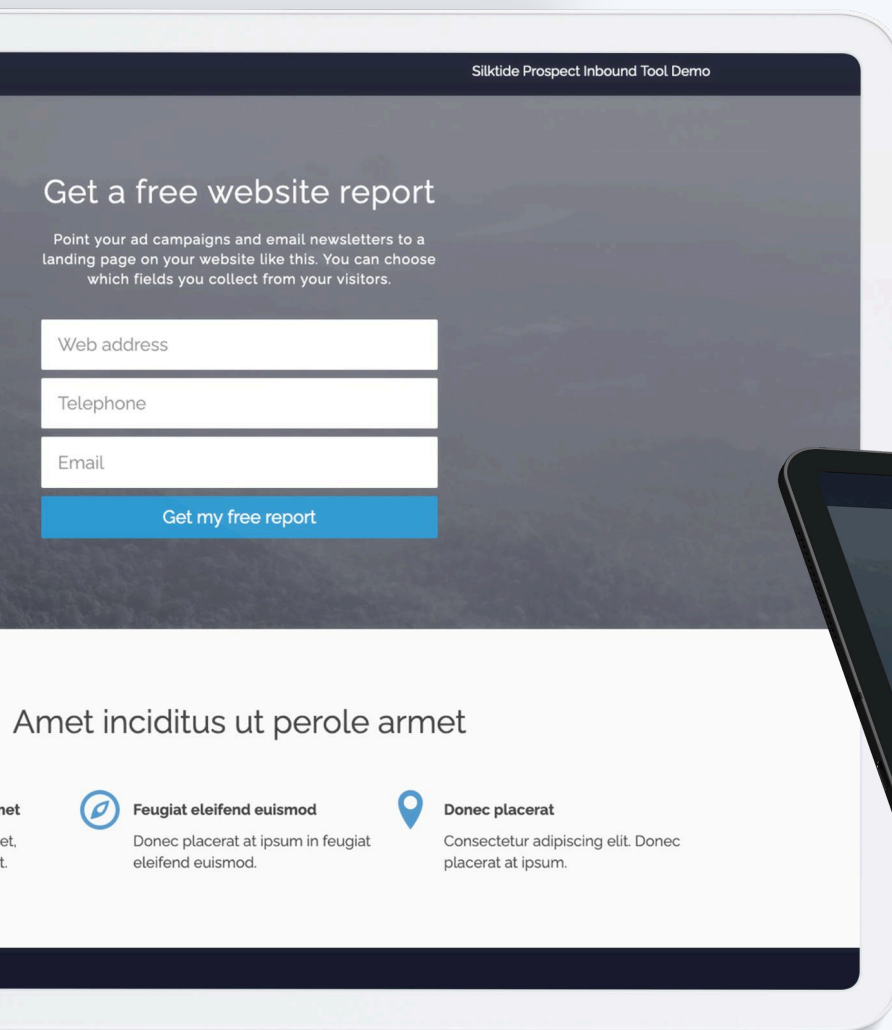 Silktide Prospect Inbound Tool Demo
Get a free website report
Point your ad campaigns and email newsletters to a
landing page on your website like this. You can choose
which fields you collect from your visitors.
Web address
Telephone
Email
Get my free report
Amet inciditus ut perole armet
Feugiat eleifend euismod
Donec placerat at ipsum in feugiat
eleifend euismod.
Donec placerat
Consectetur adipiscing elit. Donec
placerat at ipsum.